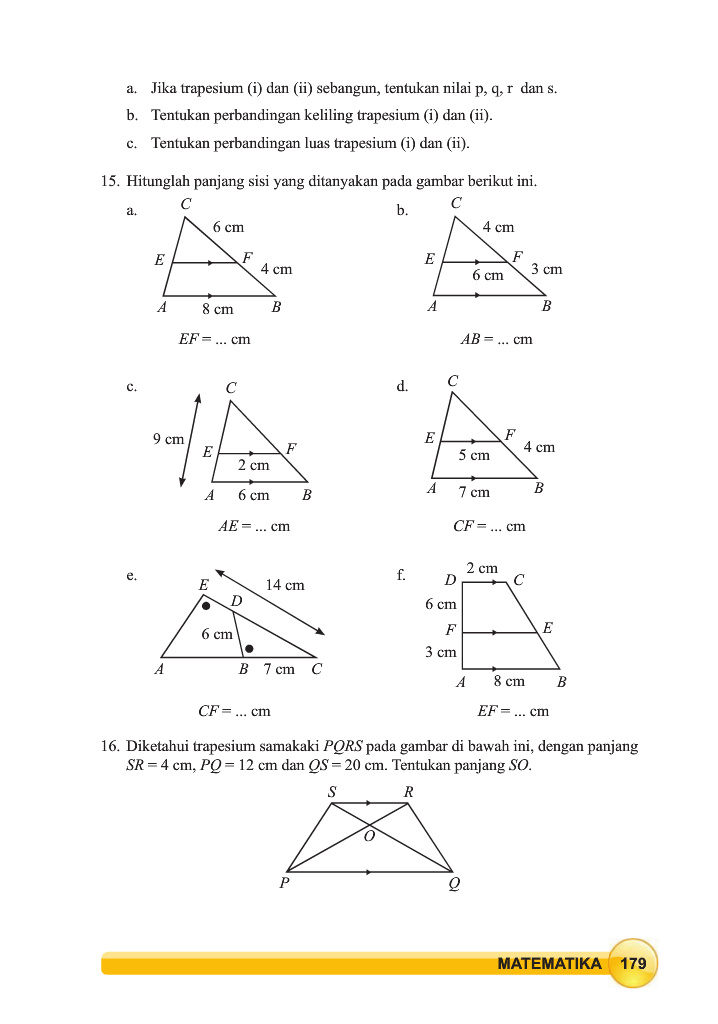 a. Jika trapesium (i) dan (ii) sebangun, tentukan nilai p, q, r dan s.
b. Tentukan perbandingan keliling trapesium (i) dan (ii).
c. Tentukan perbandingan luas trapesium (i) dan (ii).
15. Hitunglah panjang sisi yang ditanyakan pada gambar berikut ini.
a.
C
6 cm
E
F
4 cm
A
8 cm
B
EF = ... cm
b.
C
4 cm
E
F
6 cm
3 cm
A
B
AB = ... cm
c.
C
9 cm
E
F
2 cm
A
6 cm
B
AE = ... cm
d.
C
E
F
5 cm
4 cm
A
7 cm
B
CF = ... cm
e.
E
14 cm
D
6 cm
A
B
7 cm
C
CF = ... cm
f.
2 cm
D
C
6 cm
F
E
3 cm
A
8 cm
B
EF = ... cm
16. Diketahui trapesium samakaki PQRS pada gambar di bawah ini, dengan panjang
SR = 4 cm, PQ = 12 cm dan QS = 20 cm. Tentukan panjang SO.
S
R
O
P
Q
MATEMATIKA 179